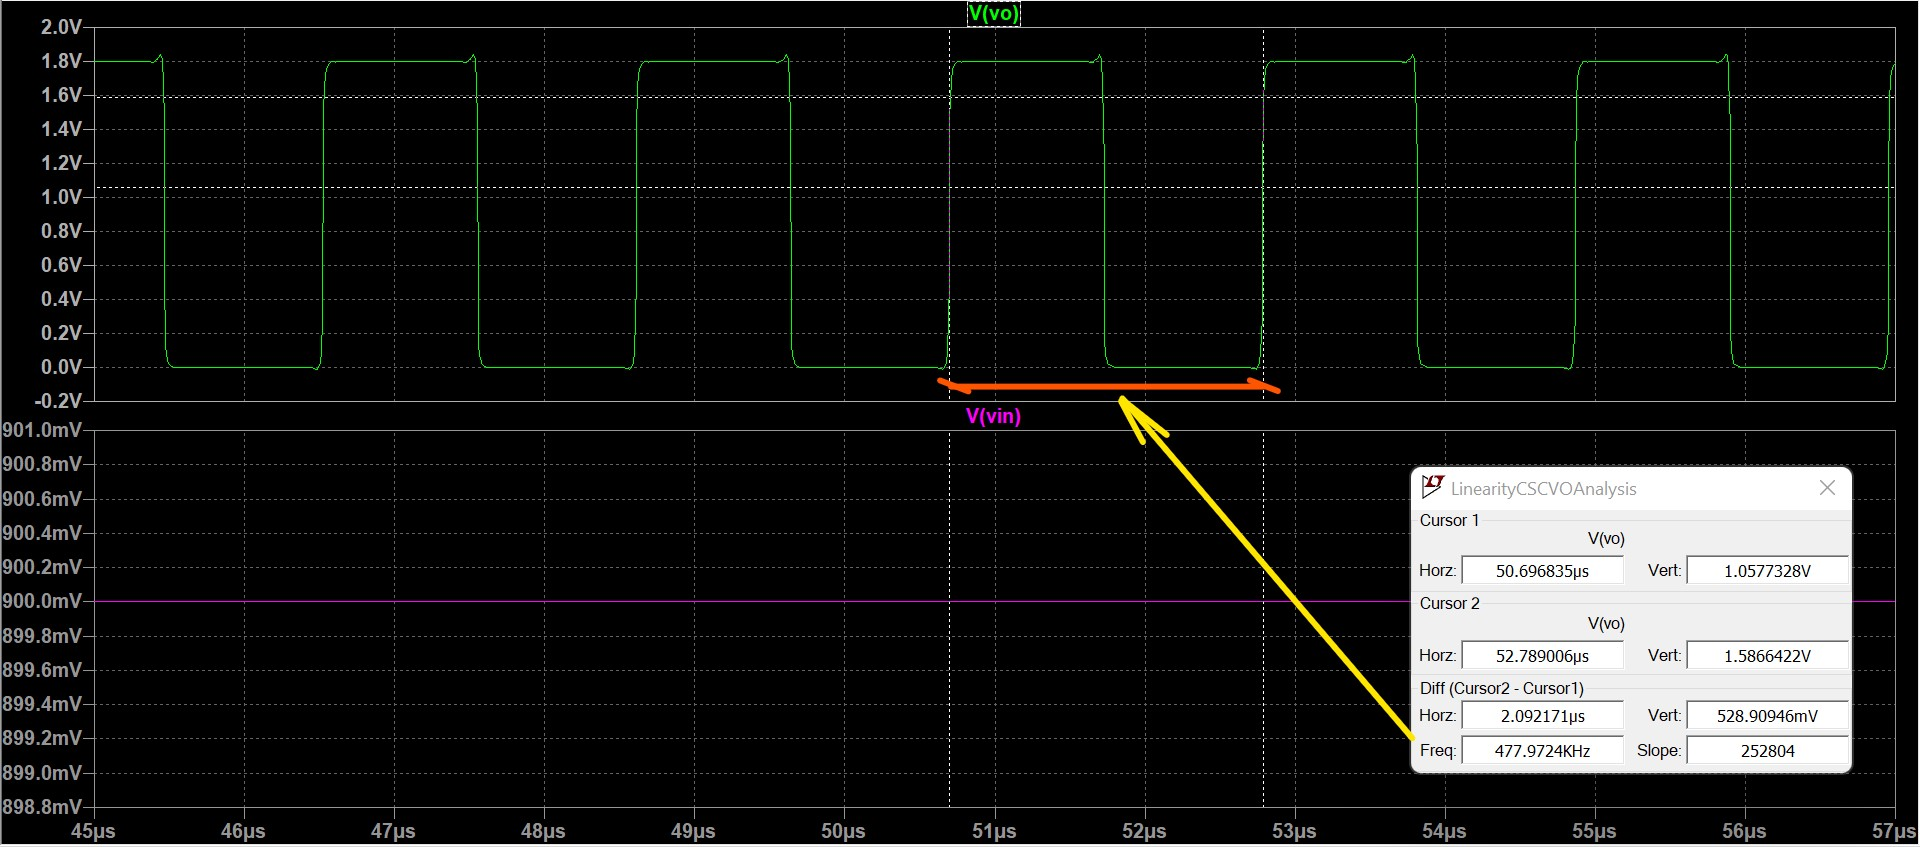 V(vo)
2.0V
1.8V
1.6V
1.4V
1.2V
1.0V
0.8V
0.6V
0.4V
0.2V
0.0V
-0.2V
V(vin)
901.0mV
900.8mV
900.6mV
900.4mV
900.2mV
900.0mV
899.8mV
899.6mV
899.4mV
899.2mV
899.0mV
898.8mV
45µs 46µs 47µs 48µs 49µs 50µs 51µs 52µs 53µs 54µs 55µs 56µs 57µs
LinearityCSCVOAnalysis
Cursor 1
V(vo)
Horz: 50.696835µs Vert: 1.0577328V
Cursor 2
V(vo)
Horz: 52.789006µs Vert: 1.5866422V
Diff (Cursor2 - Cursor1)
Horz: 2.092171µs Vert: 528.90946mV
Freq: 477.9724KHz Slope: 252804